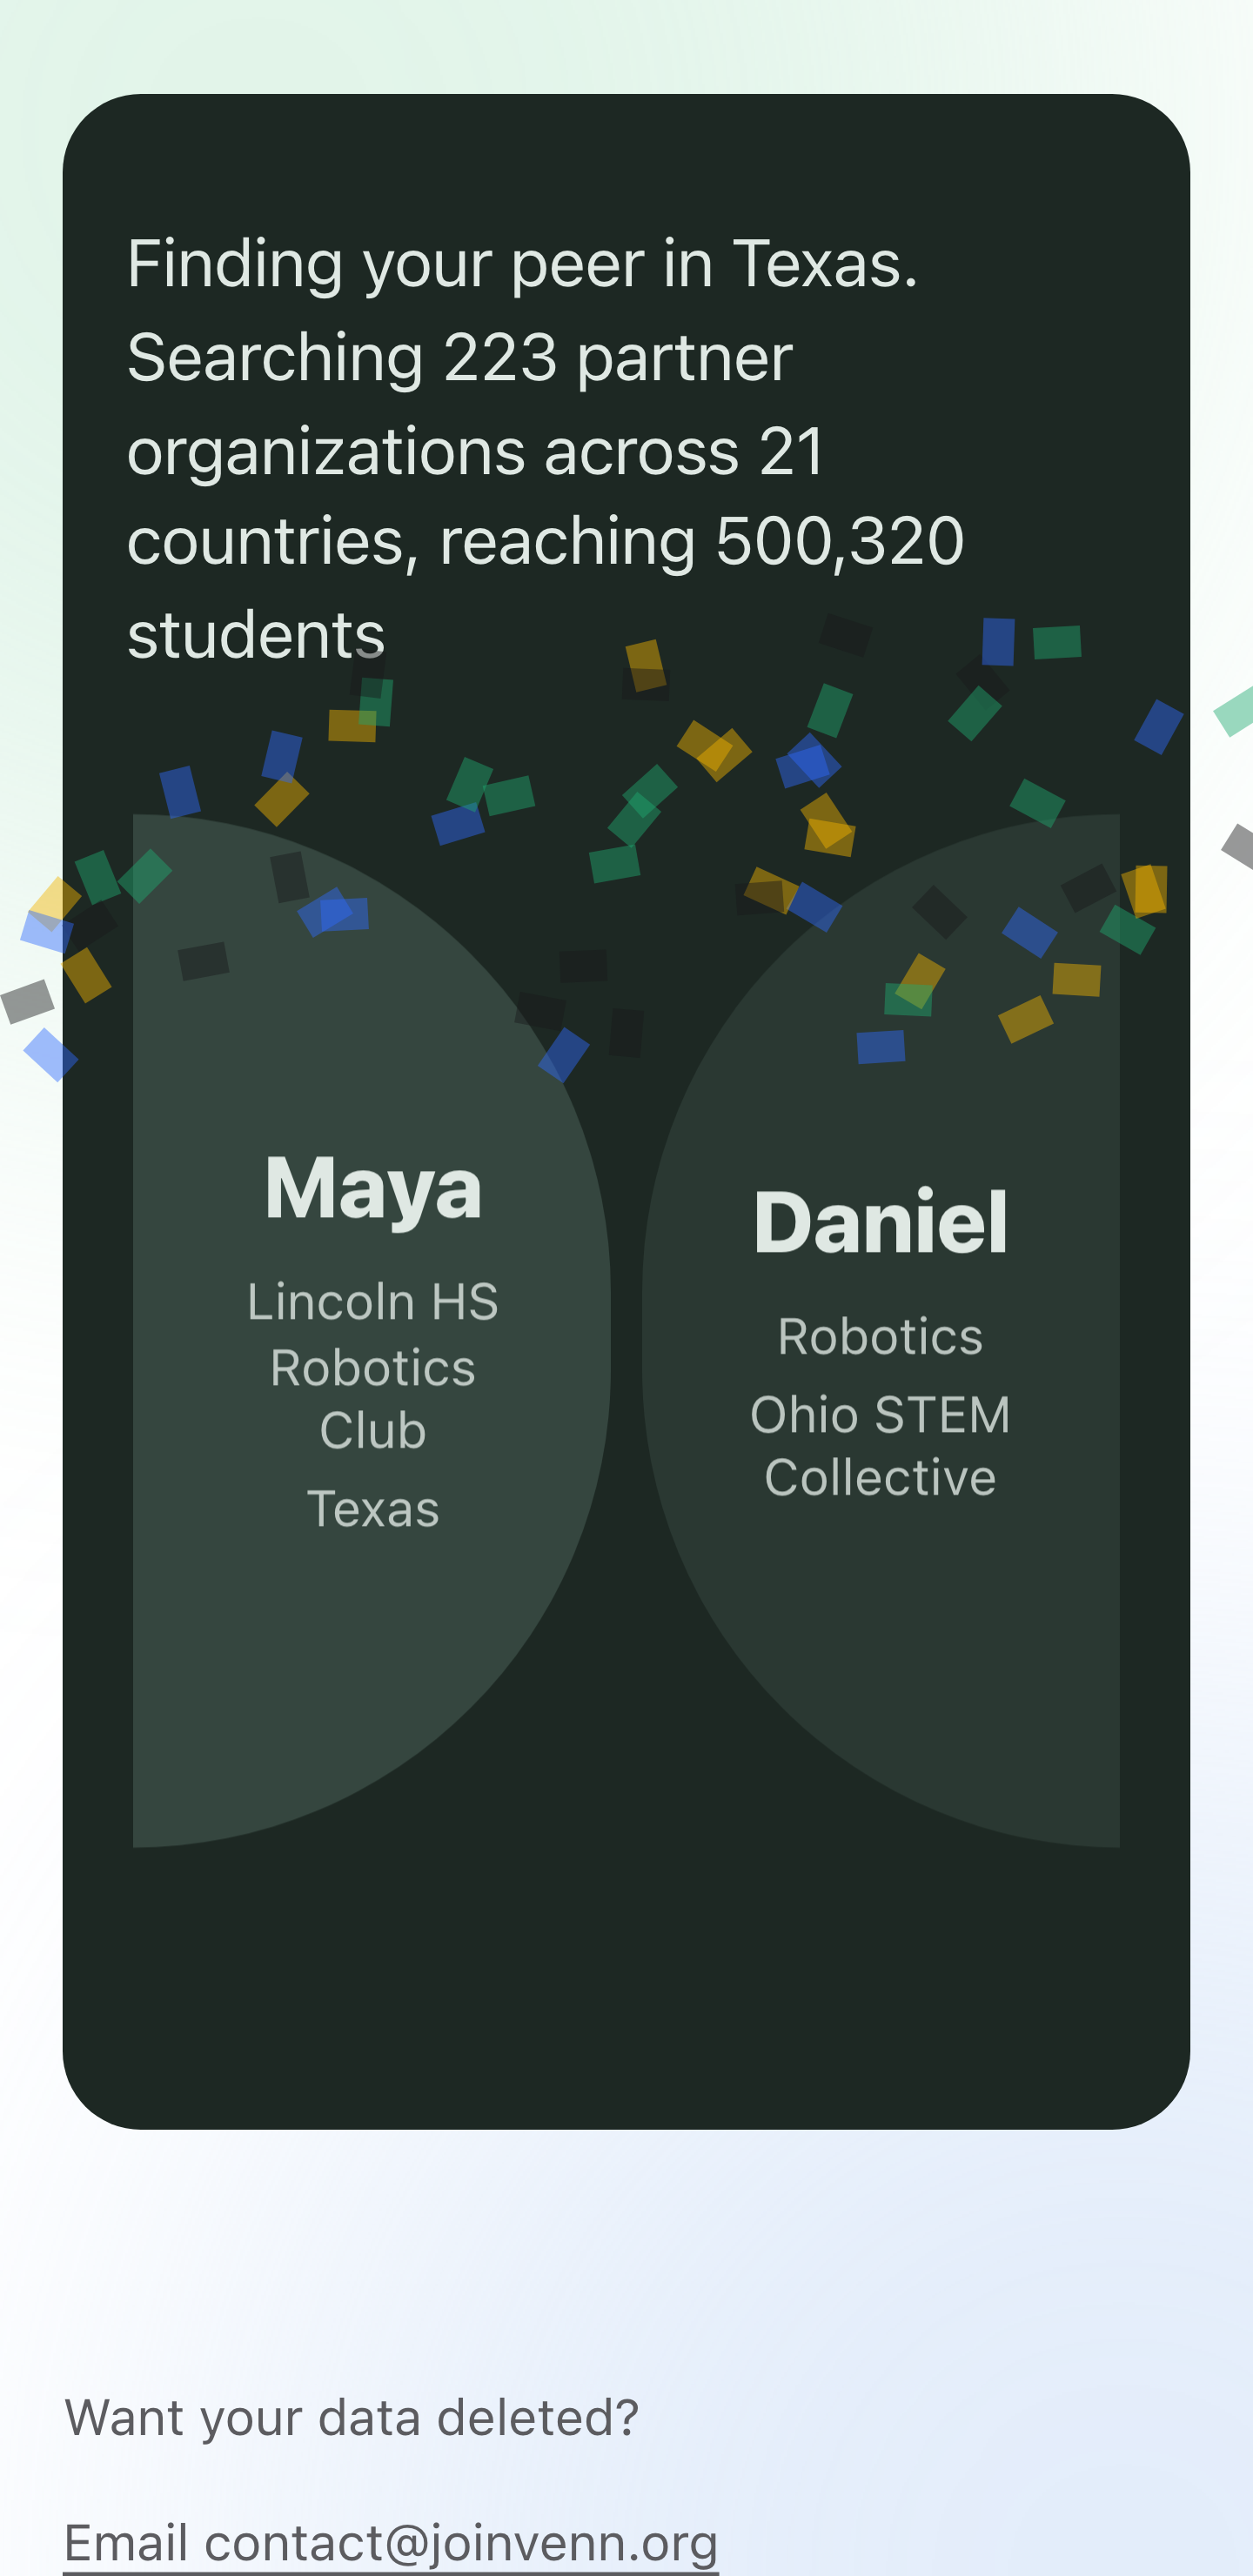 Finding your peer in Texas.
Searching 223 partner
organizations across 21
countries, reaching 500,320
students
Maya
Lincoln HS
Robotics
Club
Texas
Daniel
Robotics
Ohio STEM
Collective
Want your data deleted?
Email contact@joinvenn.org